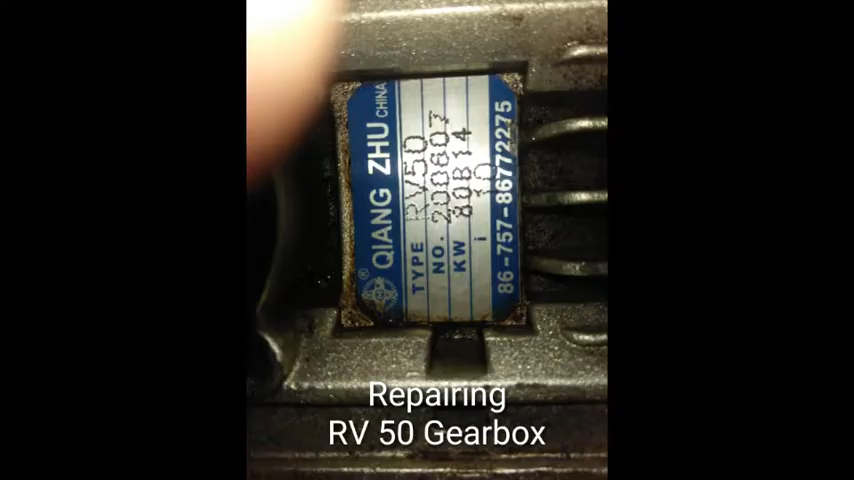 ® QIANG ZHU CHINA
TYPE RV50
NO. 200607
KW 80B14
i 10
86-757-86772275
Repairing
RV 50 Gearbox